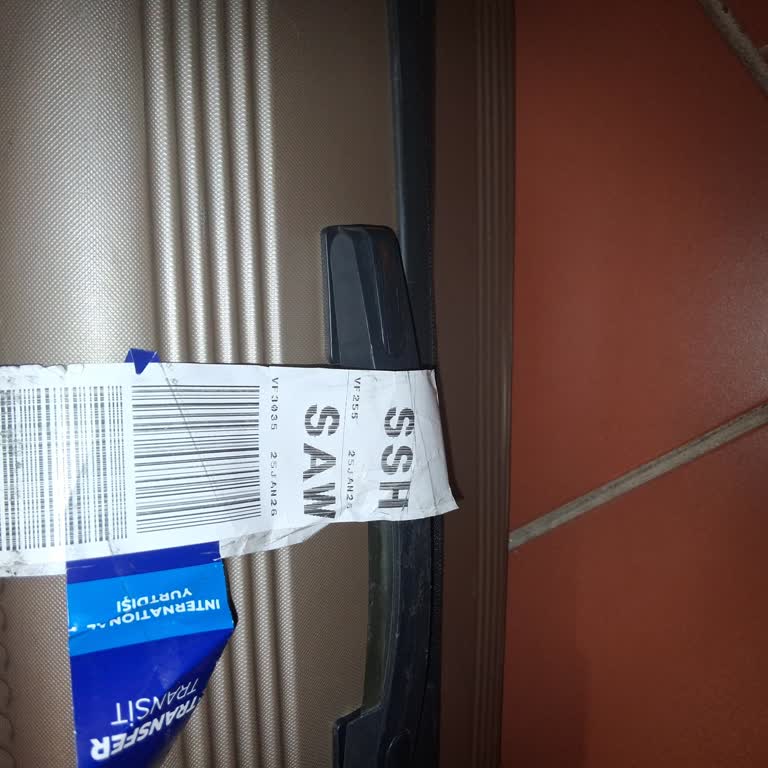 SSH
VF255 25JAN26
SAW
VF3035 25JAN26
INTERNATIONAL
YURTDIŞI
TRANSFER
TRANSİT